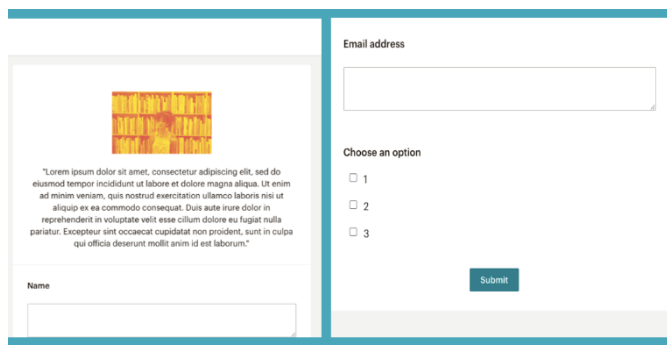 "Lorem ipsum dolor sit amet, consectetur adipiscing elit, sed do
eiusmod tempor incididunt ut labore et dolore magna aliqua. Ut enim
ad minim veniam, quis nostrud exercitation ullamco laboris nisi ut
aliquip ex ea commodo consequat. Duis aute irure dolor in
reprehenderit in voluptate velit esse cillum dolore eu fugiat nulla
pariatur. Excepteur sint occaecat cupidatat non proident, sunt in culpa
qui officia deserunt mollit anim id est laborum."
Name
Email address
Choose an option
1
2
3
Submit